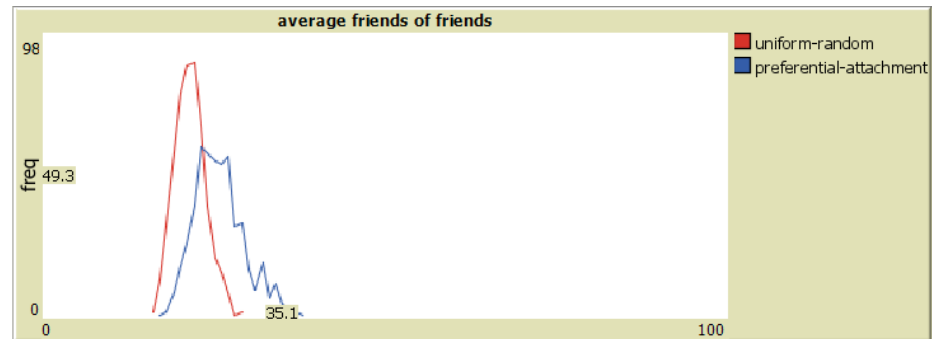 average friends of friends
98
uniform-random
preferential-attachment
freq
49.3
0
35.1
0
100